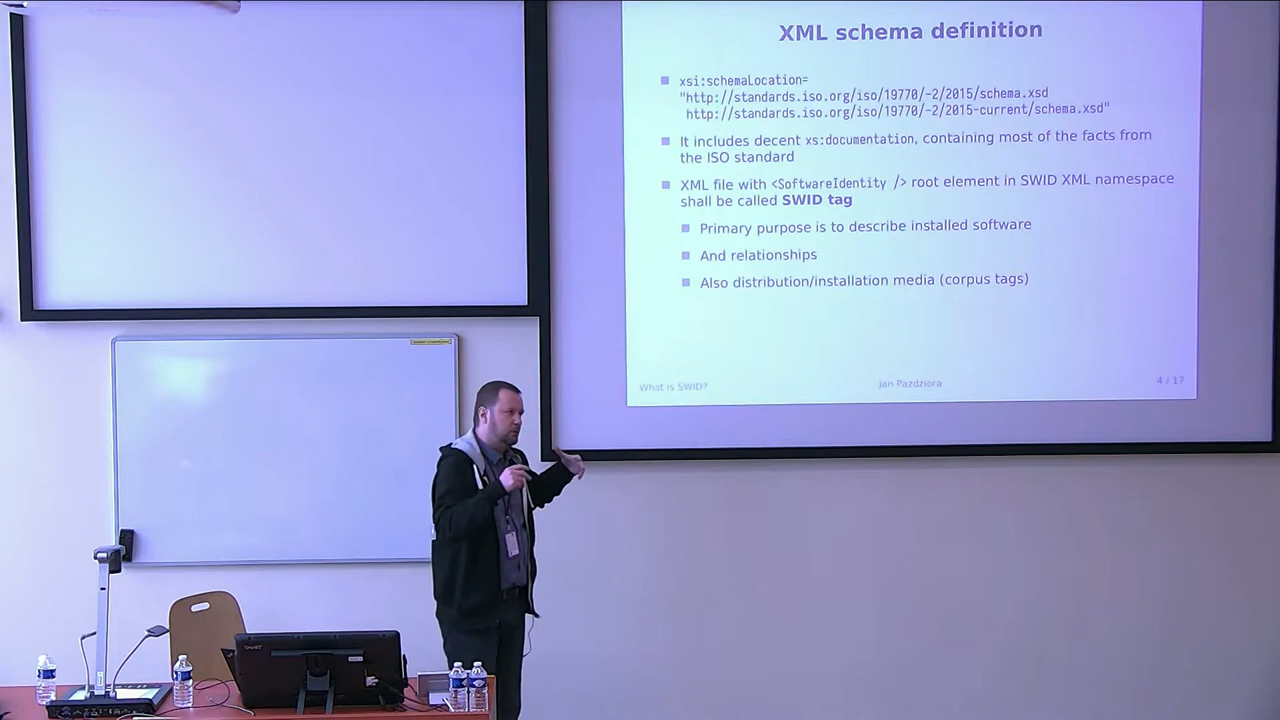 XML schema definition
xsi:schemaLocation=
"http://standards.iso.org/iso/19770/-2/2015/schema.xsd
http://standards.iso.org/iso/19770/-2/2015-current/schema.xsd"
It includes decent xs:documentation, containing most of the facts from
the ISO standard
XML file with <SoftwareIdentity /> root element in SWID XML namespace
shall be called SWID tag
Primary purpose is to describe installed software
And relationships
Also distribution/installation media (corpus tags)
What is SWID?
Jan Pazdziora
4 / 17